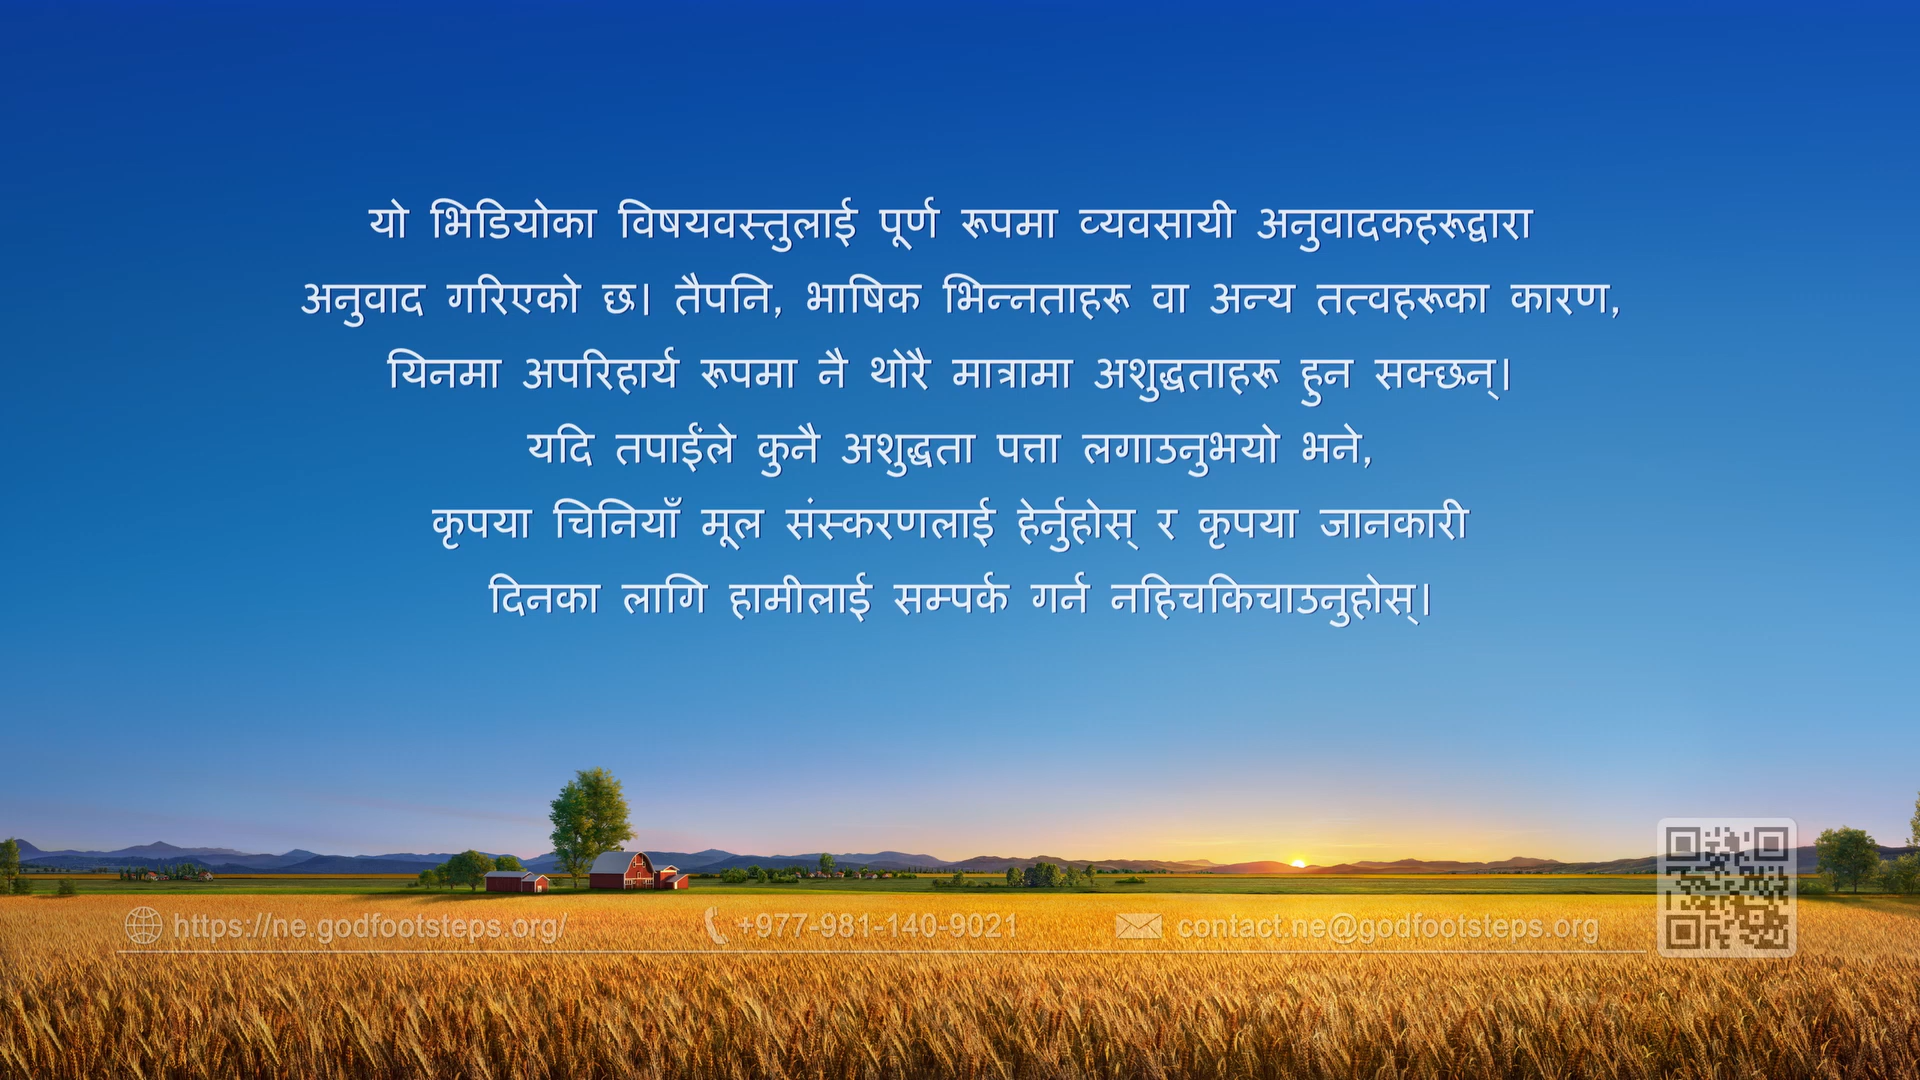 यो भिडियोका विषयवस्तुलाई पूर्ण रूपमा व्यवसायी अनुवादकहरूद्वारा
अनुवाद गरिएको छ। तैपनि, भाषिक भिन्नताहरू वा अन्य तत्वहरूका कारण,
यिनमा अपरिहार्य रूपमा नै थोरै मात्रामा अशुद्धताहरू हुन सक्छन्।
यदि तपाईंले कुनै अशुद्धता पत्ता लगाउनुभयो भने,
कृपया चिनियाँ मूल संस्करणलाई हेर्नुहोस् र कृपया जानकारी
दिनका लागि हामीलाई सम्पर्क गर्न नहिचकिचाउनुहोस्।
https://ne.godfootsteps.org/ +977-981-140-9021 contact.ne@godfootsteps.org